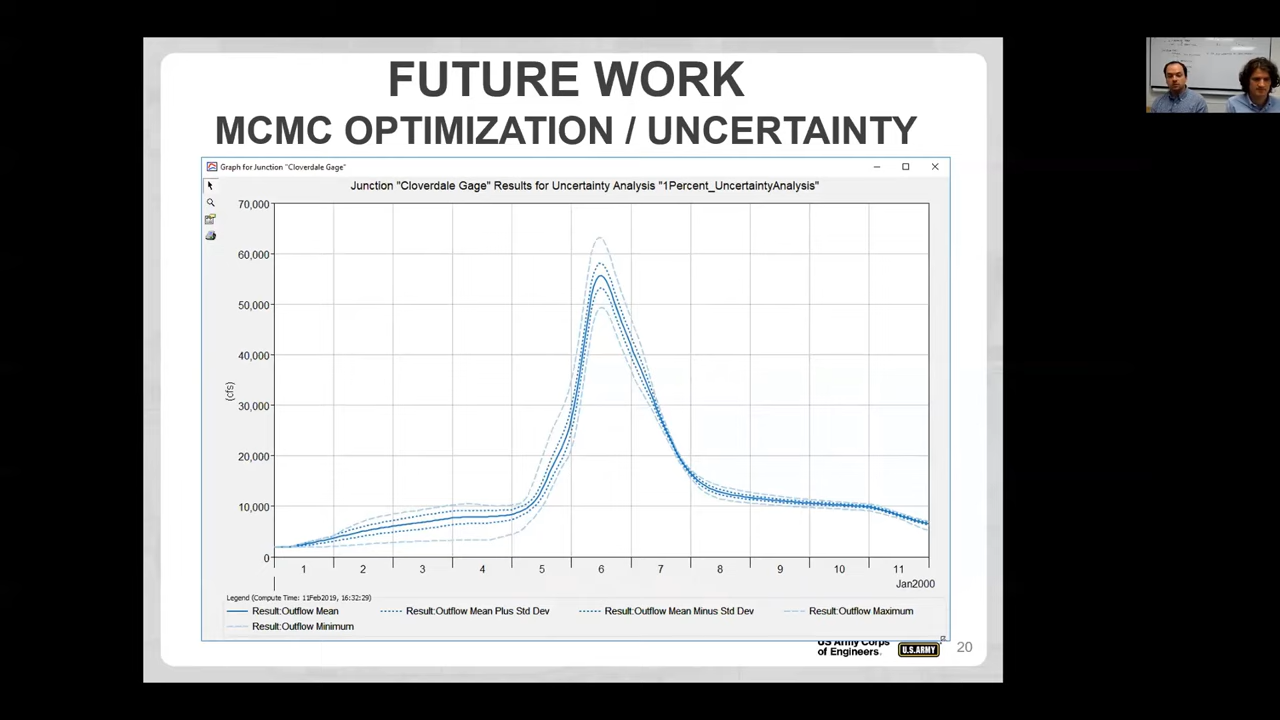 FUTURE WORK
MCMC OPTIMIZATION / UNCERTAINTY
Graph for Junction "Cloverdale Gage"
Junction "Cloverdale Gage" Results for Uncertainty Analysis "1Percent_UncertaintyAnalysis"
70,000
60,000
50,000
40,000
30,000
20,000
10,000
0
(cfs)
1 2 3 4 5 6 7 8 9 10 11
Jan2000
Legend (Compute Time: 11Feb2019, 16:32:29)
Result:Outflow Mean Result:Outflow Mean Plus Std Dev Result:Outflow Mean Minus Std Dev Result:Outflow Maximum
Result:Outflow Minimum
US Army Corps
of Engineers.
U.S.ARMY
20